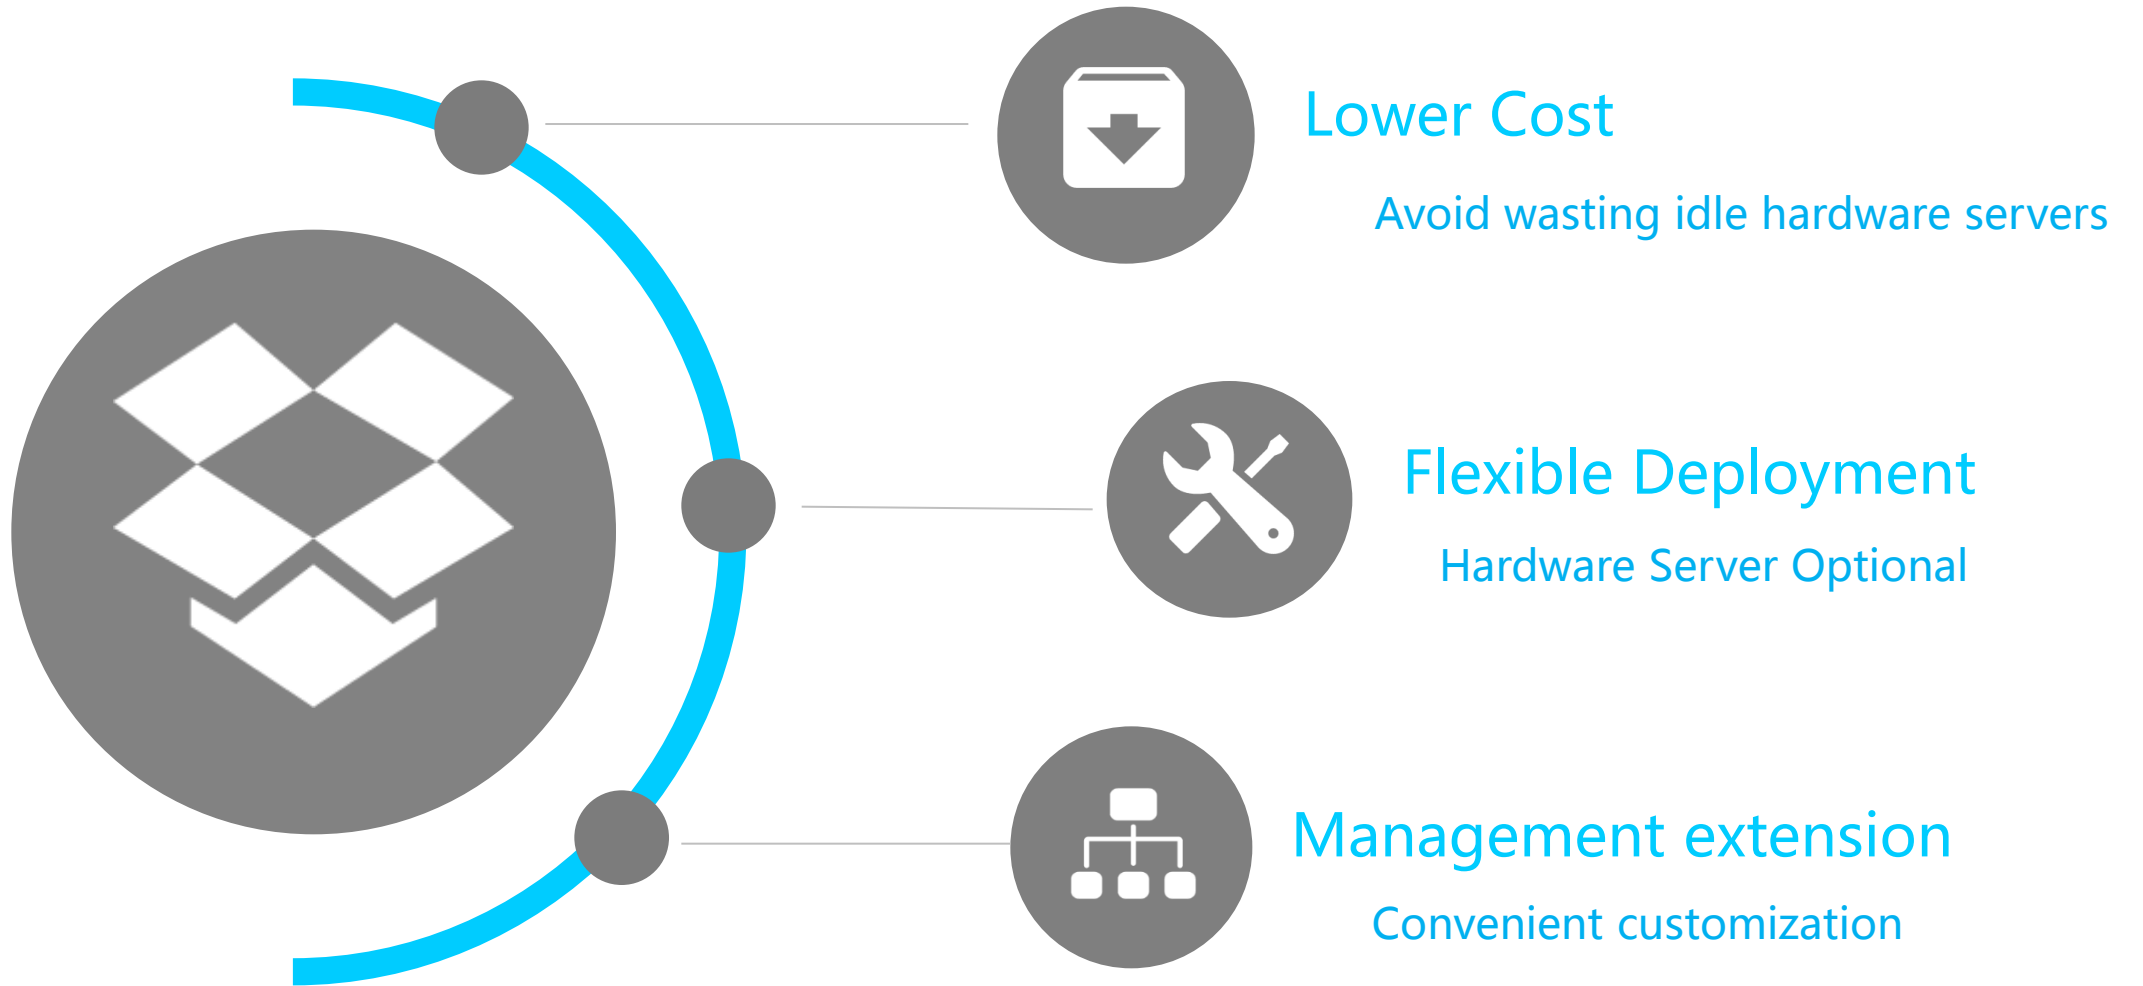 Lower Cost
Avoid wasting idle hardware servers
Flexible Deployment
Hardware Server Optional
Management extension
Convenient customization